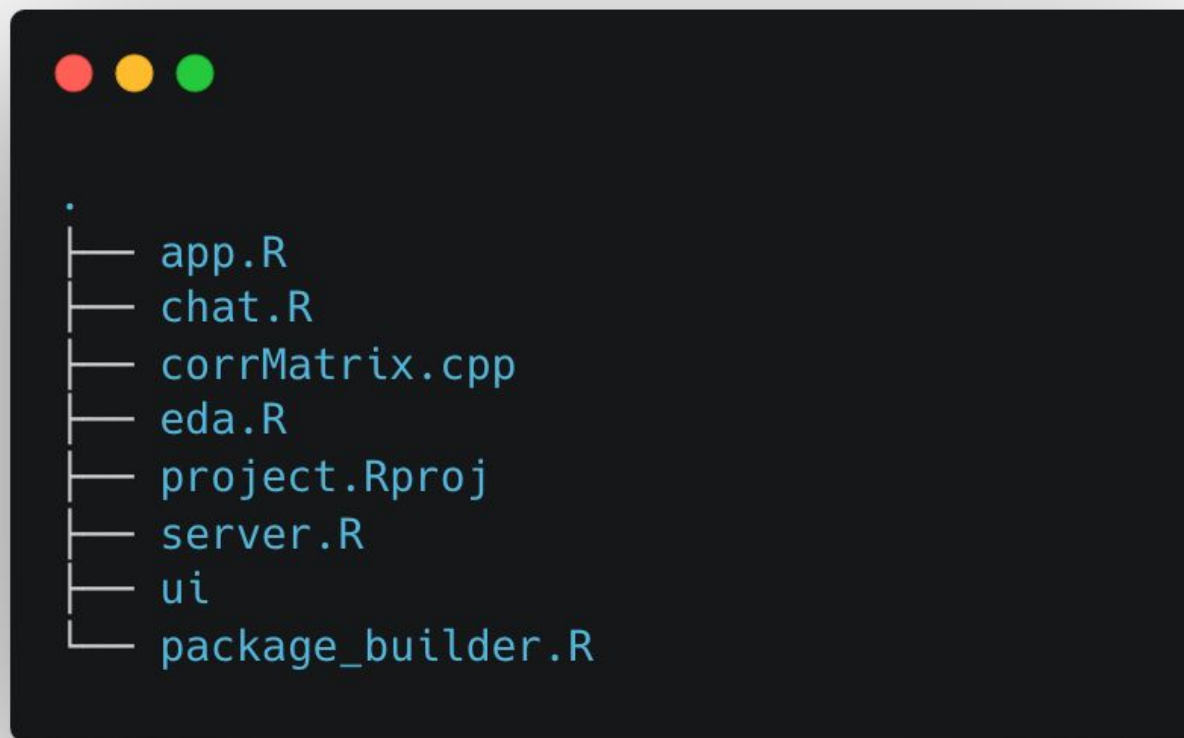 .
├── app.R
├── chat.R
├── corrMatrix.cpp
├── eda.R
├── project.Rproj
├── server.R
├── ui
└── package_builder.R